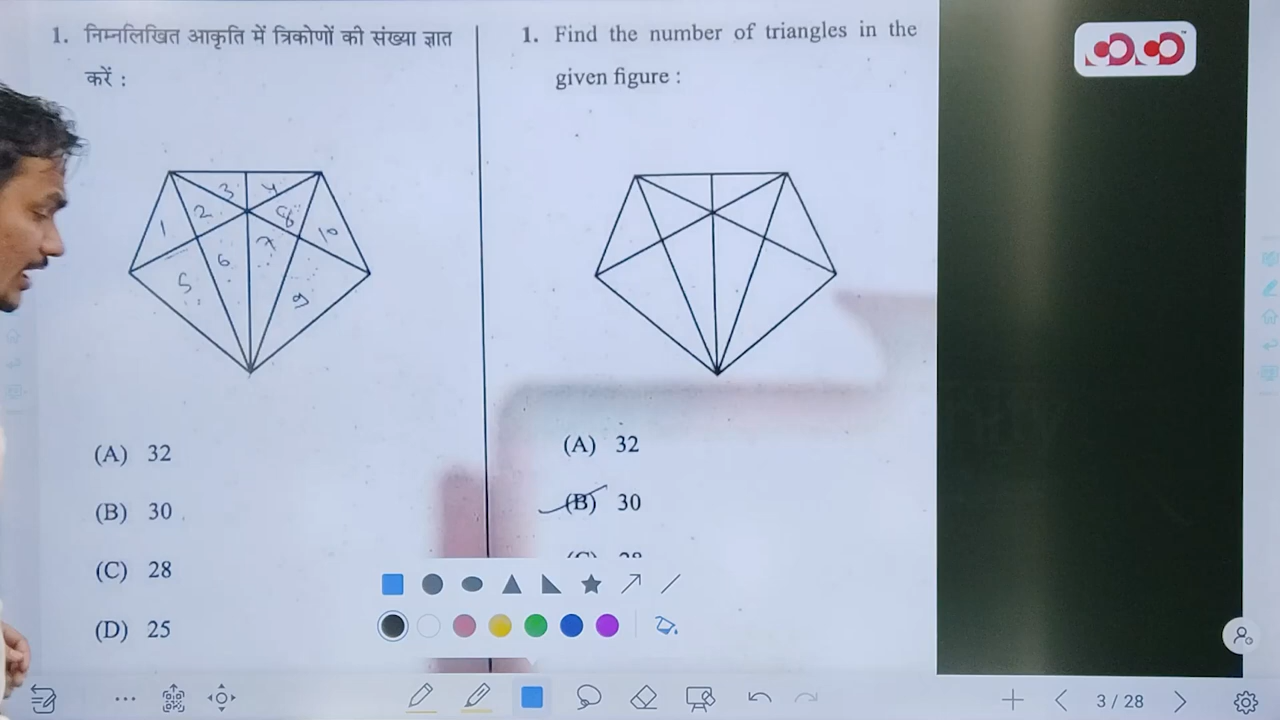 1. निम्नलिखित आकृति में त्रिकोणों की संख्या ज्ञात
करें :
3 4
1 2 8 10
5 6 7 9
(A) 32
(B) 30
(C) 28
(D) 25
1. Find the number of triangles in the
given figure :
(A) 32
(B) 30
3 / 28